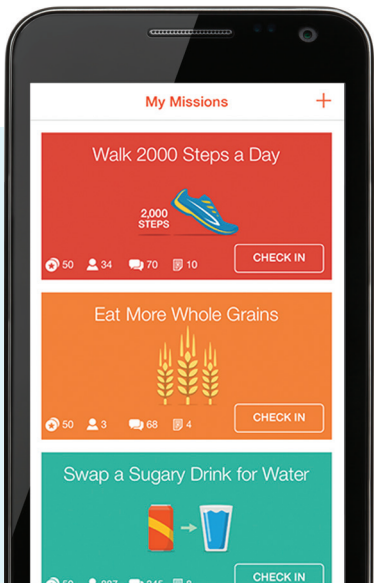 My Missions +
Walk 2000 Steps a Day
2,000
STEPS
50 34 70 10
CHECK IN
Eat More Whole Grains
50 3 68 4
CHECK IN
Swap a Sugary Drink for Water
CHECK IN